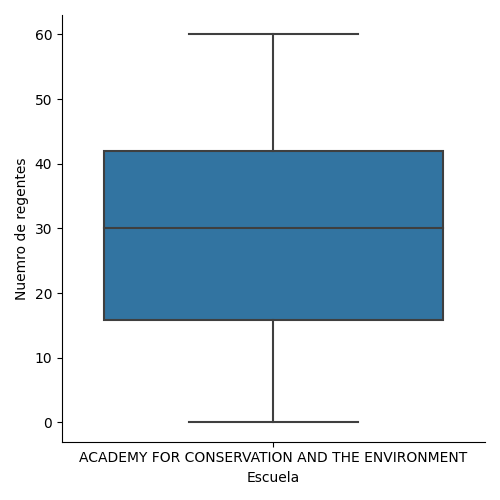 60
50
40
30
20
10
0
Nuemro de regentes
ACADEMY FOR CONSERVATION AND THE ENVIRONMENT
Escuela